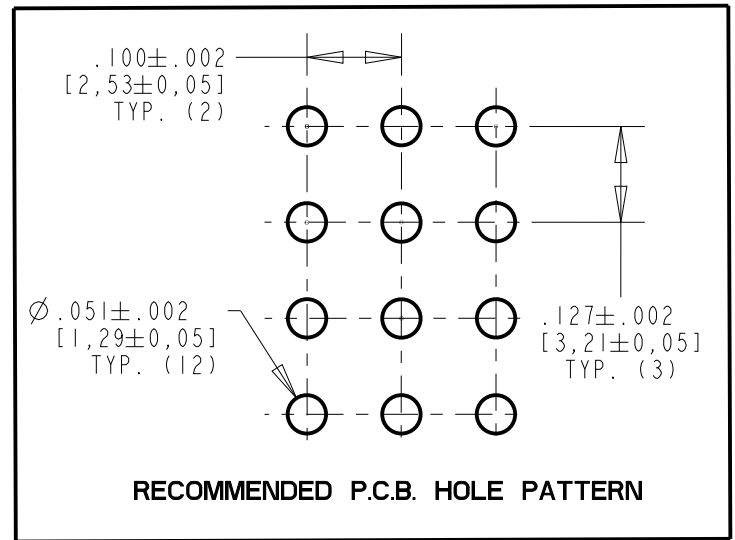 .100±.002
[2,53±0,05]
TYP. (2)
Ø.051±.002
[1,29±0,05]
TYP. (12)
.127±.002
[3,21±0,05]
TYP. (3)
RECOMMENDED P.C.B. HOLE PATTERN